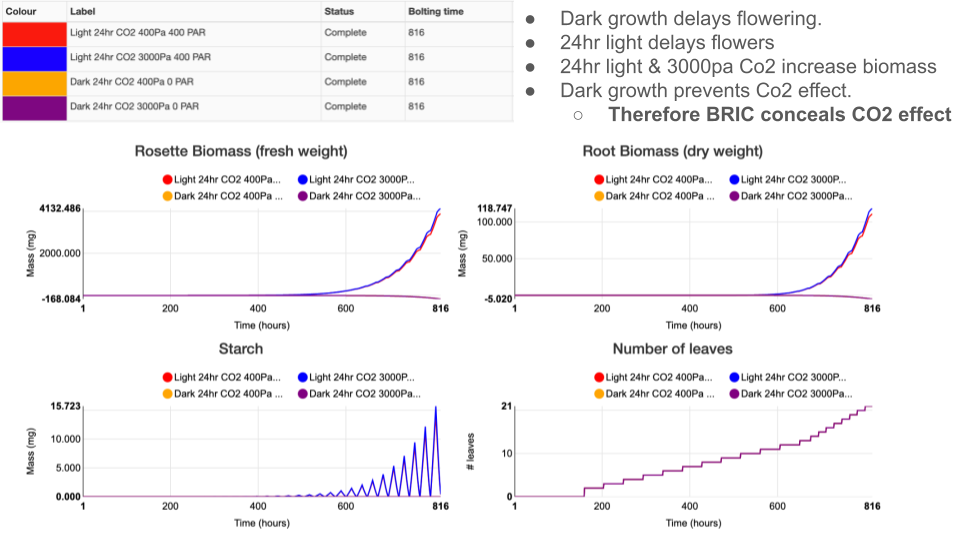 Colour Label Status Bolting time
Light 24hr CO2 400Pa 400 PAR Complete 816
Light 24hr CO2 3000Pa 400 PAR Complete 816
Dark 24hr CO2 400Pa 0 PAR Complete 816
Dark 24hr CO2 3000Pa 0 PAR Complete 816
● Dark growth delays flowering.
● 24hr light delays flowers
● 24hr light & 3000pa Co2 increase biomass
● Dark growth prevents Co2 effect.
○ Therefore BRIC conceals CO2 effect
Rosette Biomass (fresh weight)
Light 24hr CO2 400Pa... Light 24hr CO2 3000P...
Dark 24hr CO2 400Pa ... Dark 24hr CO2 3000Pa...
4132.486
2000.000
-168.084
Mass (mg)
1 200 400 600 816
Time (hours)
Root Biomass (dry weight)
Light 24hr CO2 400Pa... Light 24hr CO2 3000P...
Dark 24hr CO2 400Pa ... Dark 24hr CO2 3000Pa...
118.747
100.000
50.000
-5.020
Mass (mg)
1 200 400 600 816
Time (hours)
Starch
Light 24hr CO2 400Pa... Light 24hr CO2 3000P...
Dark 24hr CO2 400Pa ... Dark 24hr CO2 3000Pa...
15.723
10.000
5.000
0.000
Mass (mg)
1 200 400 600 816
Time (hours)
Number of leaves
Light 24hr CO2 400Pa... Light 24hr CO2 3000P...
Dark 24hr CO2 400Pa ... Dark 24hr CO2 3000Pa...
21
10
0
# leaves
1 200 400 600 816
Time (hours)